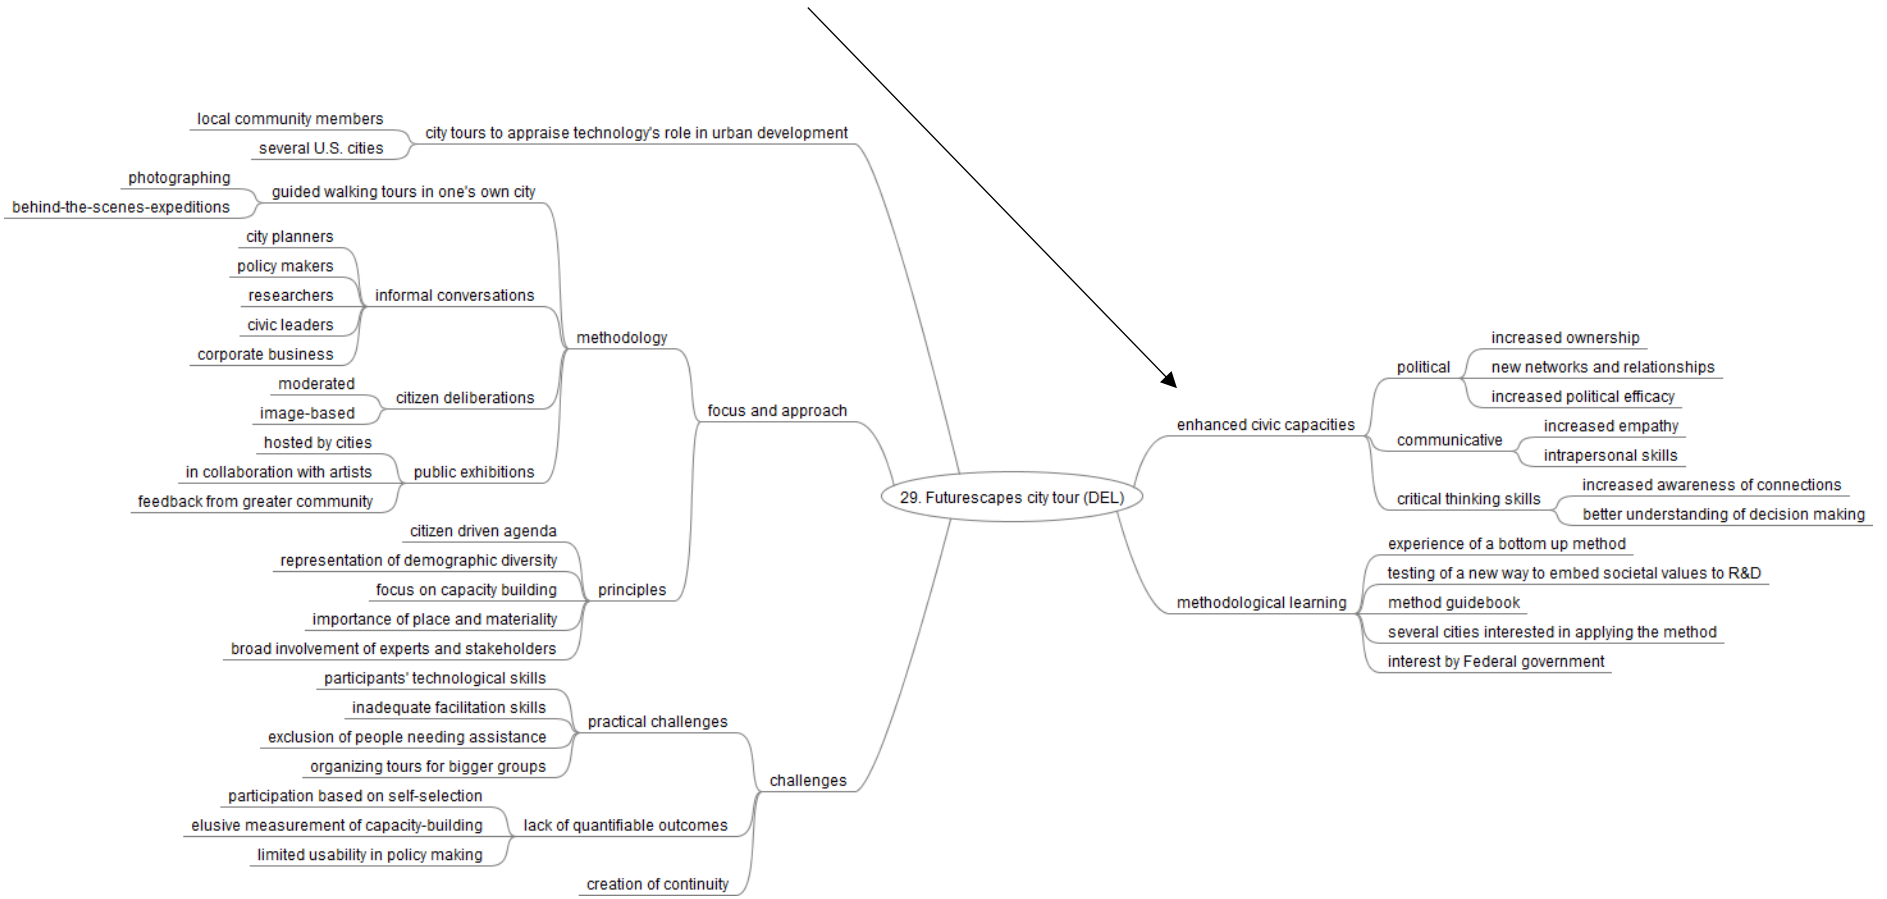 local community members
several U.S. cities
city tours to appraise technology's role in urban development
photographing
behind-the-scenes-expeditions
guided walking tours in one's own city
city planners
policy makers
researchers
civic leaders
corporate business
informal conversations
moderated
image-based
citizen deliberations
hosted by cities
in collaboration with artists
feedback from greater community
public exhibitions
methodology
citizen driven agenda
representation of demographic diversity
focus on capacity building
importance of place and materiality
broad involvement of experts and stakeholders
principles
focus and approach
participants' technological skills
inadequate facilitation skills
exclusion of people needing assistance
organizing tours for bigger groups
practical challenges
participation based on self-selection
elusive measurement of capacity-building
limited usability in policy making
lack of quantifiable outcomes
creation of continuity
challenges
29. Futurescapes city tour (DEL)
enhanced civic capacities
political
increased ownership
new networks and relationships
increased political efficacy
communicative
increased empathy
intrapersonal skills
critical thinking skills
increased awareness of connections
better understanding of decision making
methodological learning
experience of a bottom up method
testing of a new way to embed societal values to R&D
method guidebook
several cities interested in applying the method
interest by Federal government